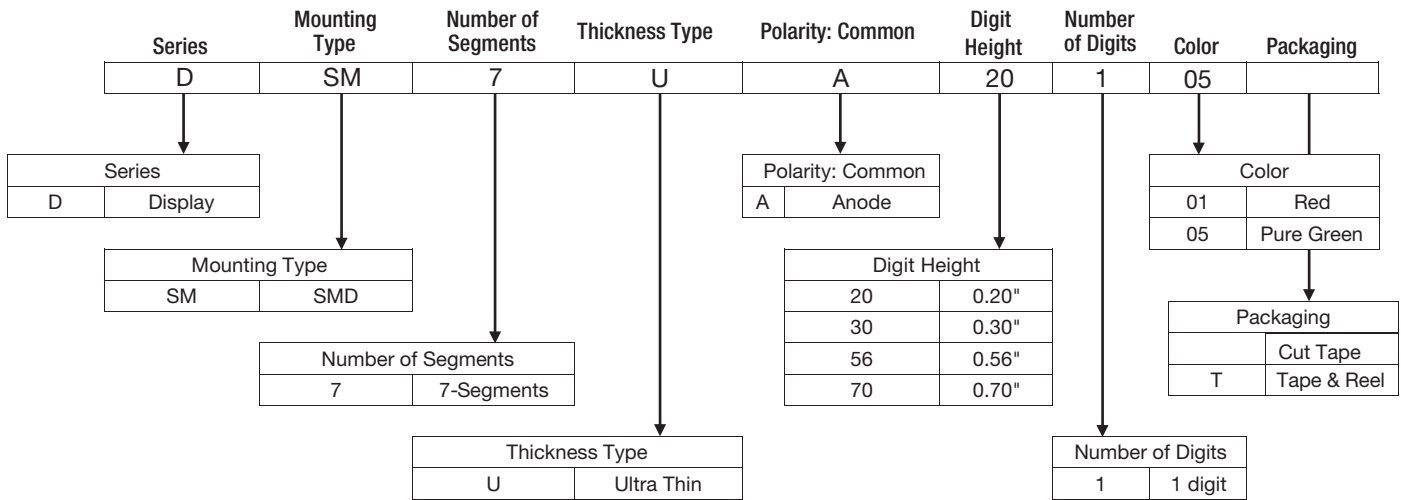 Series Mounting Type Number of Segments Thickness Type Polarity: Common Digit Height Number of Digits Color Packaging
D SM 7 U A 20 1 05
Series
D Display
Mounting Type
SM SMD
Number of Segments
7 7-Segments
Thickness Type
U Ultra Thin
Polarity: Common
A Anode
Digit Height
20 0.20"
30 0.30"
56 0.56"
70 0.70"
Number of Digits
1 1 digit
Color
01 Red
05 Pure Green
Packaging
Cut Tape
T Tape & Reel